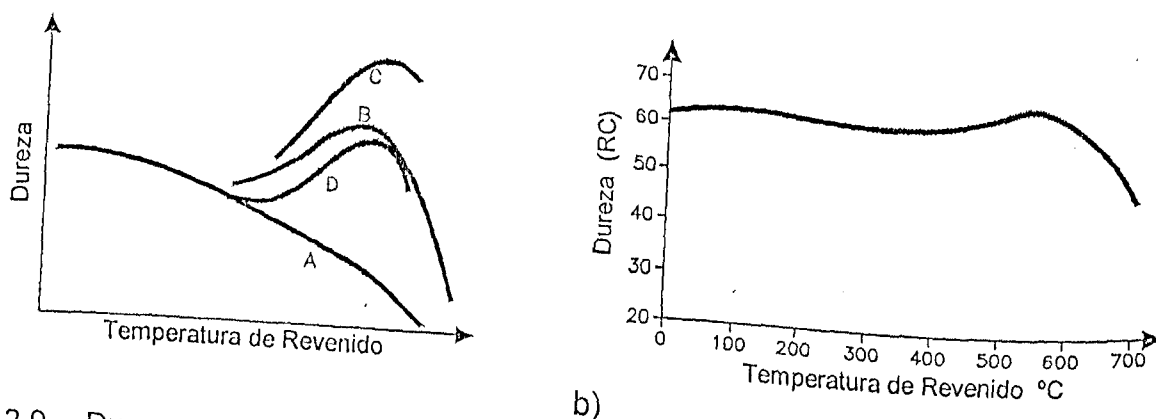 Dureza
C
B
D
A
Temperatura de Revenido
Dureza (RC)
70
60
50
40
30
20
0 100 200 300 400 500 600 700
Temperatura de Revenido ºC
b)